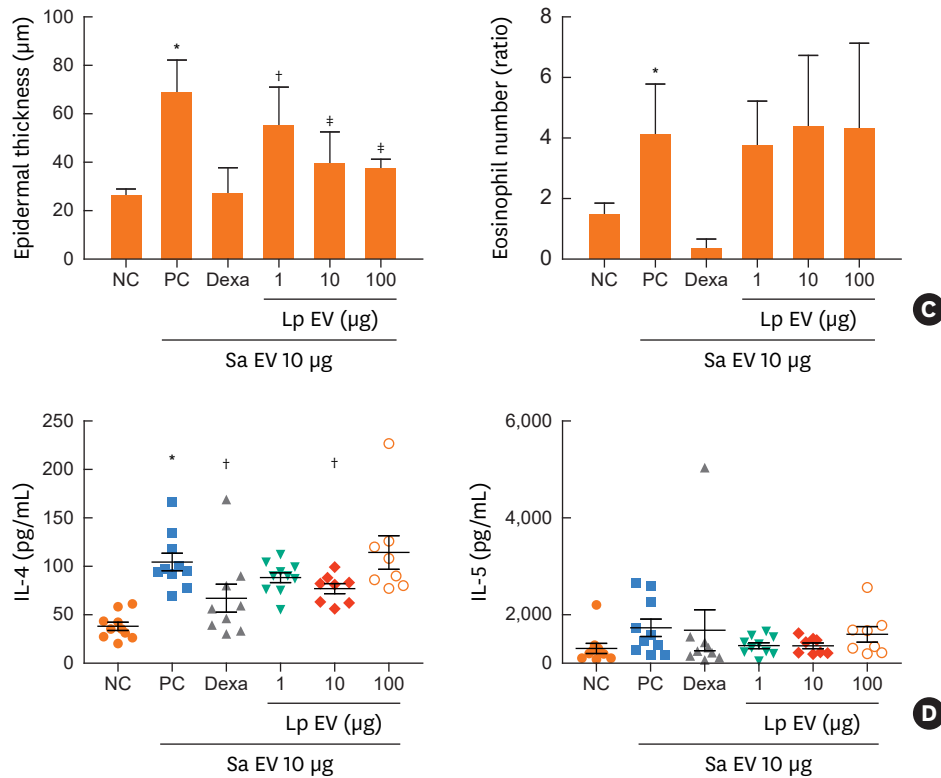 Epidermal thickness (µm)
100
80
60
40
20
0
*
†
‡
‡
NC PC Dexa 1 10 100
Lp EV (µg)
Sa EV 10 µg
Eosinophil number (ratio)
8
6
4
2
0
*
NC PC Dexa 1 10 100
Lp EV (µg)
Sa EV 10 µg
C
IL-4 (pg/mL)
250
200
150
100
50
0
*
†
†
NC PC Dexa 1 10 100
Lp EV (µg)
Sa EV 10 µg
IL-5 (pg/mL)
6,000
4,000
2,000
0
NC PC Dexa 1 10 100
Lp EV (µg)
Sa EV 10 µg
D